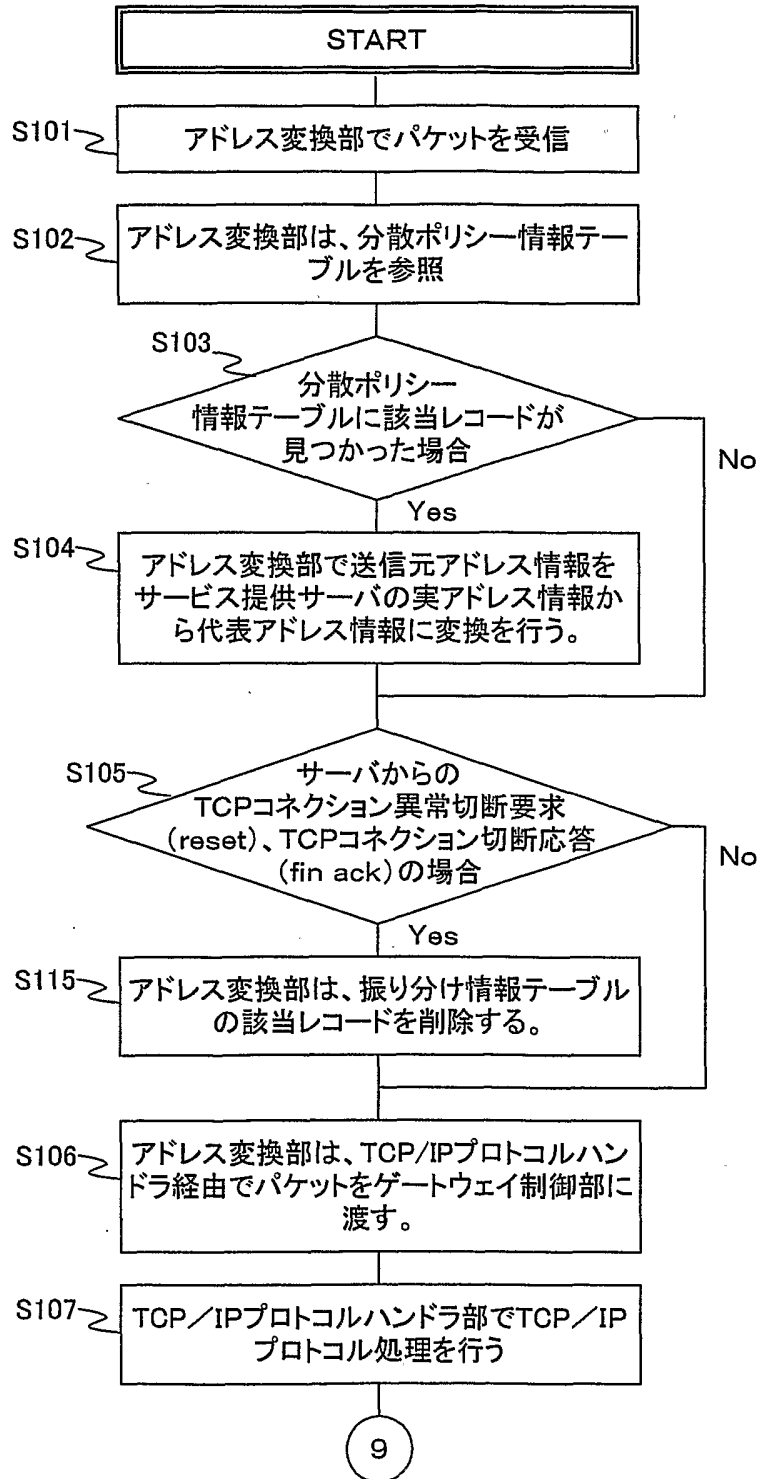 START
S101
アドレス変換部でパケットを受信
S102
アドレス変換部は、分散ポリシー情報テー
ブルを参照
S103
分散ポリシー
情報テーブルに該当レコードが
見つかった場合
No
Yes
S104
アドレス変換部で送信元アドレス情報を
サービス提供サーバの実アドレス情報か
ら代表アドレス情報に変換を行う。
S105
サーバからの
TCPコネクション異常切断要求
(reset)、TCPコネクション切断応答
(fin ack)の場合
No
Yes
S115
アドレス変換部は、振り分け情報テーブル
の該当レコードを削除する。
S106
アドレス変換部は、TCP/IPプロトコルハン
ドラ経由でパケットをゲートウェイ制御部に
渡す。
S107
TCP/IPプロトコルハンドラ部でTCP/IP
プロトコル処理を行う
9